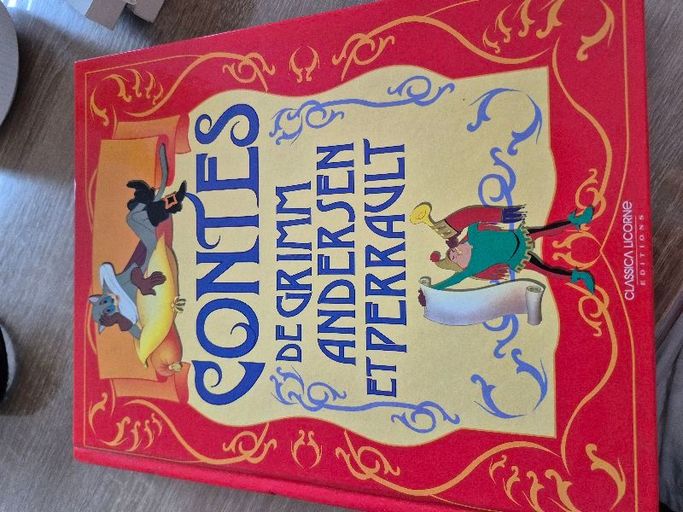 CONTES
DE GRIMM
ANDERSEN
ET PERRAULT
CLASSICA LICORNE
EDITIONS